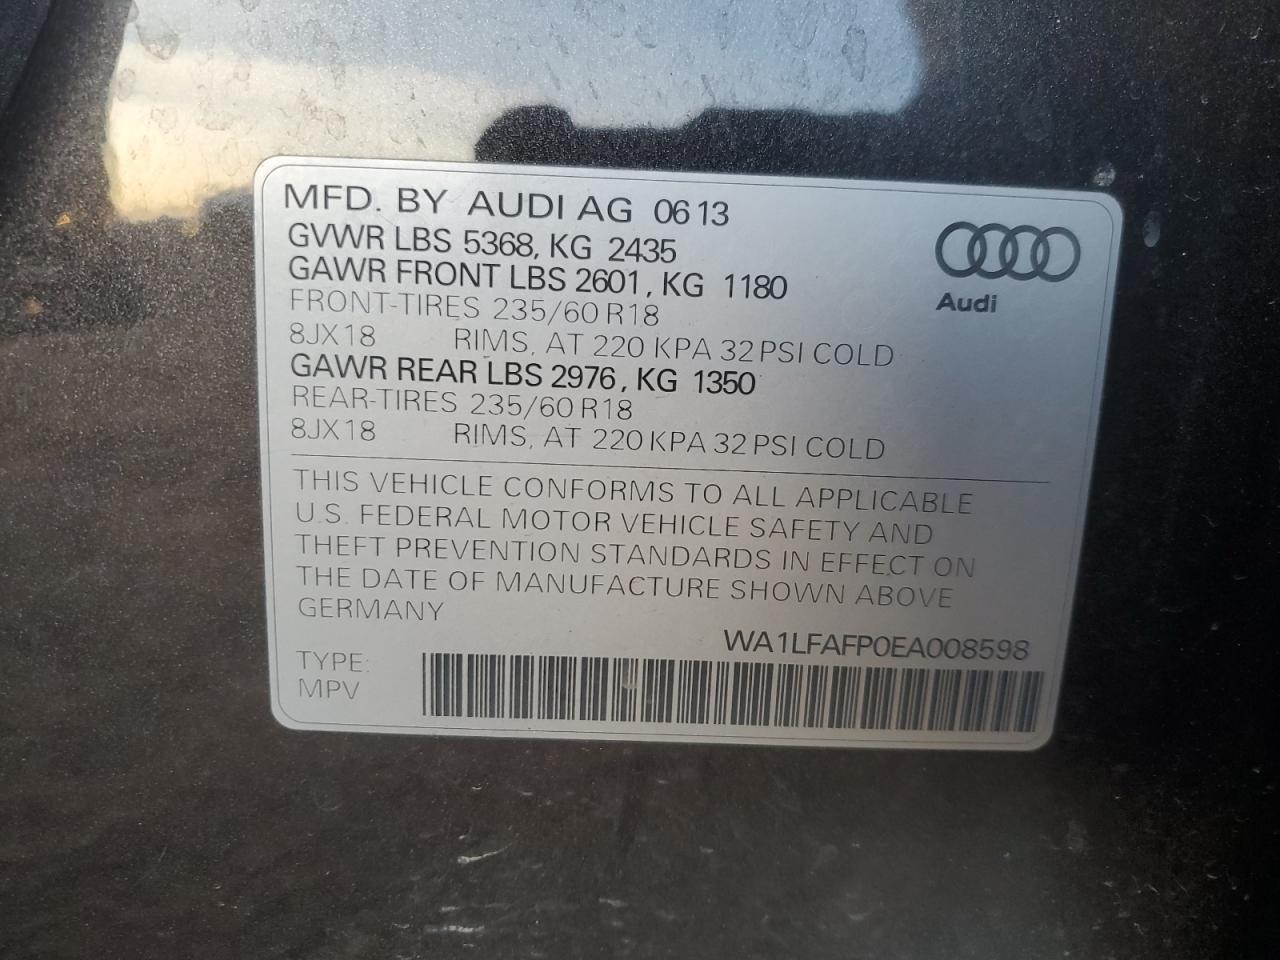 MFD. BY AUDI AG 0613
GVWR LBS 5368, KG 2435
GAWR FRONT LBS 2601, KG 1180
FRONT-TIRES 235/60 R18
8JX18 RIMS, AT 220 KPA 32 PSI COLD
GAWR REAR LBS 2976, KG 1350
REAR-TIRES 235/60 R18
8JX18 RIMS, AT 220 KPA 32 PSI COLD
Audi
THIS VEHICLE CONFORMS TO ALL APPLICABLE
U.S. FEDERAL MOTOR VEHICLE SAFETY AND
THEFT PREVENTION STANDARDS IN EFFECT ON
THE DATE OF MANUFACTURE SHOWN ABOVE
GERMANY
WA1LFAFP0EA008598
TYPE:
MPV